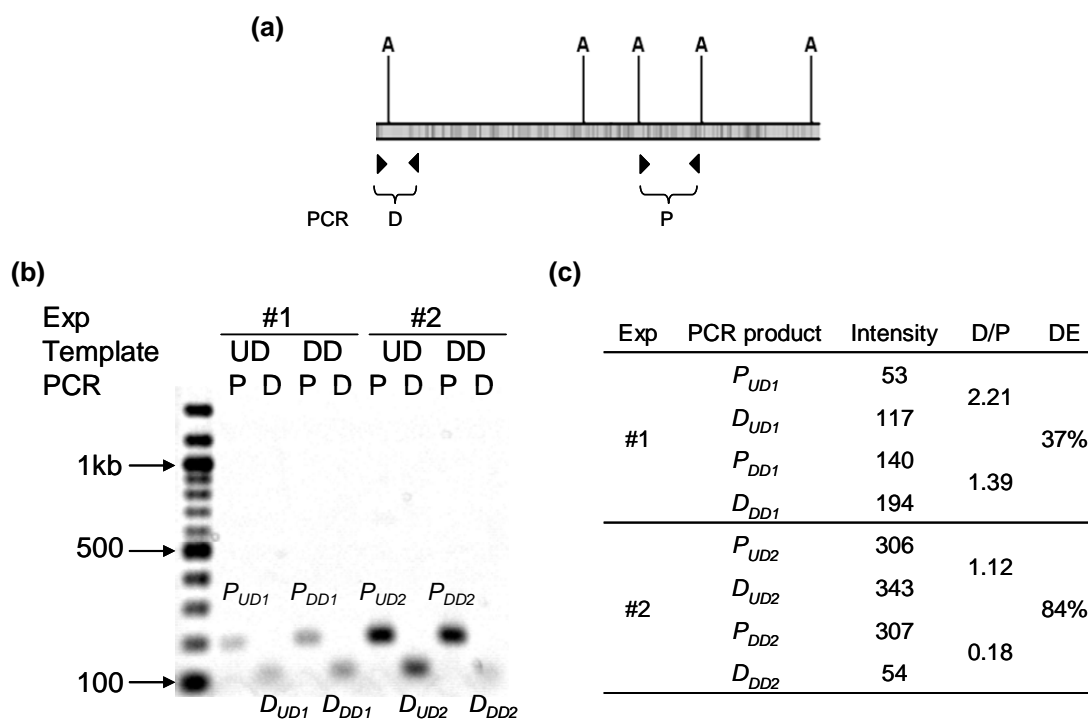 (a)
A A A A A
PCR D P
(b)
Exp #1 #2
Template UD DD UD DD
PCR P D P D P D P D
1kb
500
100
P_UD1 P_DD1 P_UD2 P_DD2
D_UD1 D_DD1 D_UD2 D_DD2
(c)
Exp PCR product Intensity D/P DE
P_UD1 53
2.21
D_UD1 117
#1 37%
P_DD1 140
1.39
D_DD1 194
P_UD2 306
1.12
D_UD2 343
#2 84%
P_DD2 307
0.18
D_DD2 54